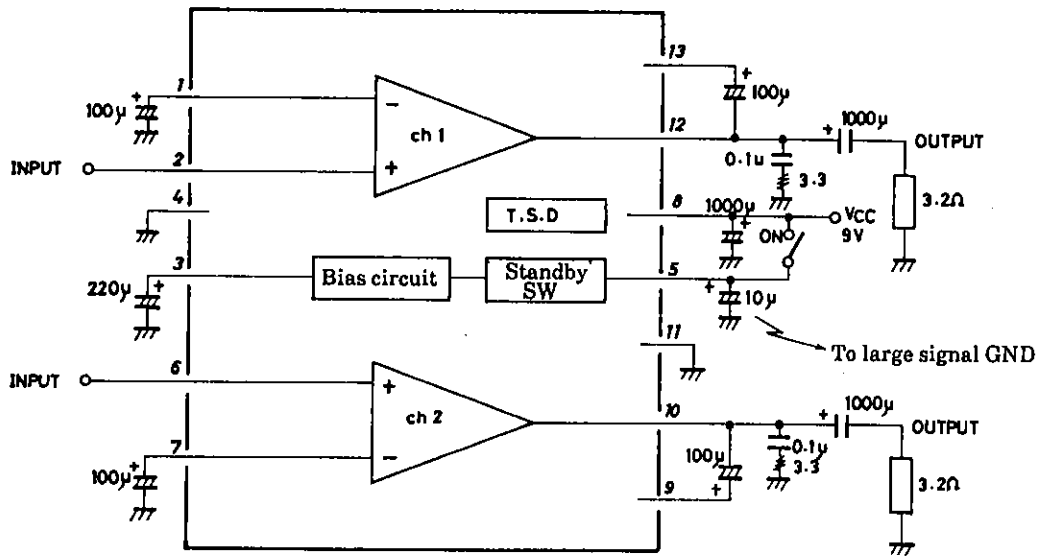 13
1
100µ
ch 1
100µ
12
1000µ
OUTPUT
INPUT
2
0.1u
3.3
3.2Ω
4
T.S.D
8
1000µ
ON
VCC
9V
3
Bias circuit
Standby
SW
5
220µ
10µ
11
To large signal GND
INPUT
6
ch 2
10
1000µ
OUTPUT
7
100µ
100µ
0.1µ
3.3
3.2Ω
9